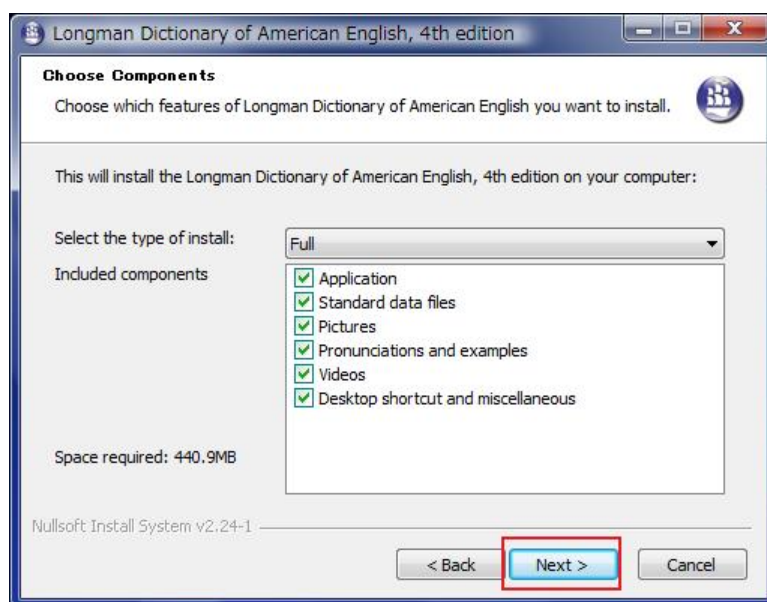 Longman Dictionary of American English, 4th edition
Choose Components
Choose which features of Longman Dictionary of American English you want to install.
This will install the Longman Dictionary of American English, 4th edition on your computer:
Select the type of install:
Full
Included components
Application
Standard data files
Pictures
Pronunciations and examples
Videos
Desktop shortcut and miscellaneous
Space required: 440.9MB
Nullsoft Install System v2.24-1
< Back
Next >
Cancel